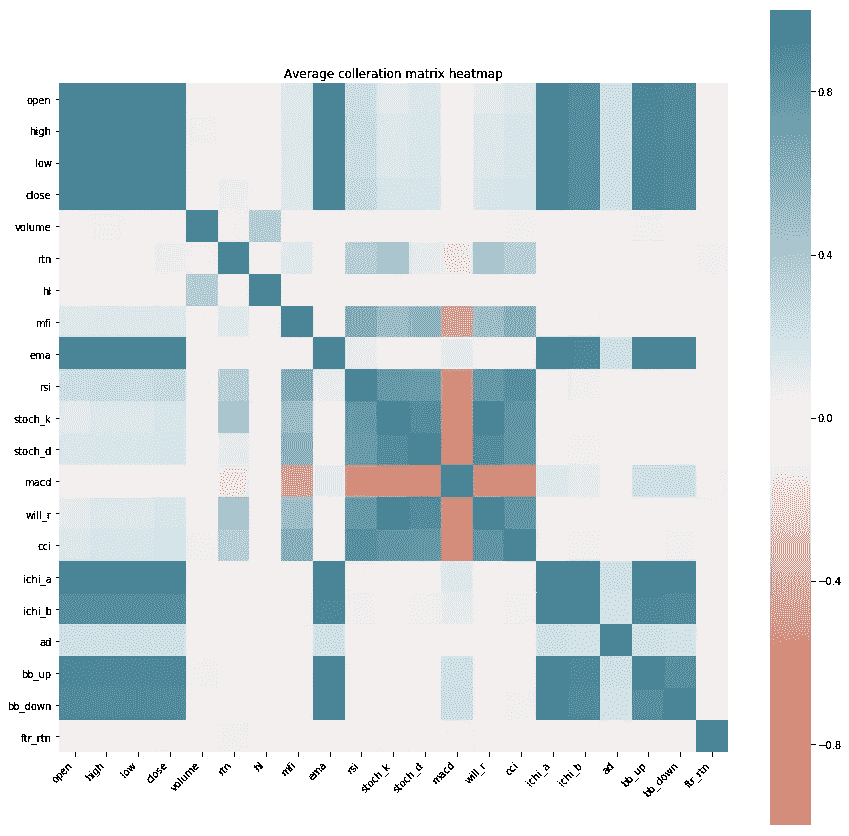 Average colleration matrix heatmap
open
high
low
close
volume
rtn
hl
mfi
ema
rsi
stoch_k
stoch_d
macd
will_r
cci
ichi_a
ichi_b
ad
bb_up
bb_down
ftr_rtn
open
high
low
close
volume
rtn
hl
mfi
ema
rsi
stoch_k
stoch_d
macd
will_r
cci
ichi_a
ichi_b
ad
bb_up
bb_down
ftr_rtn
0.8
0.4
0.0
−0.4
−0.8